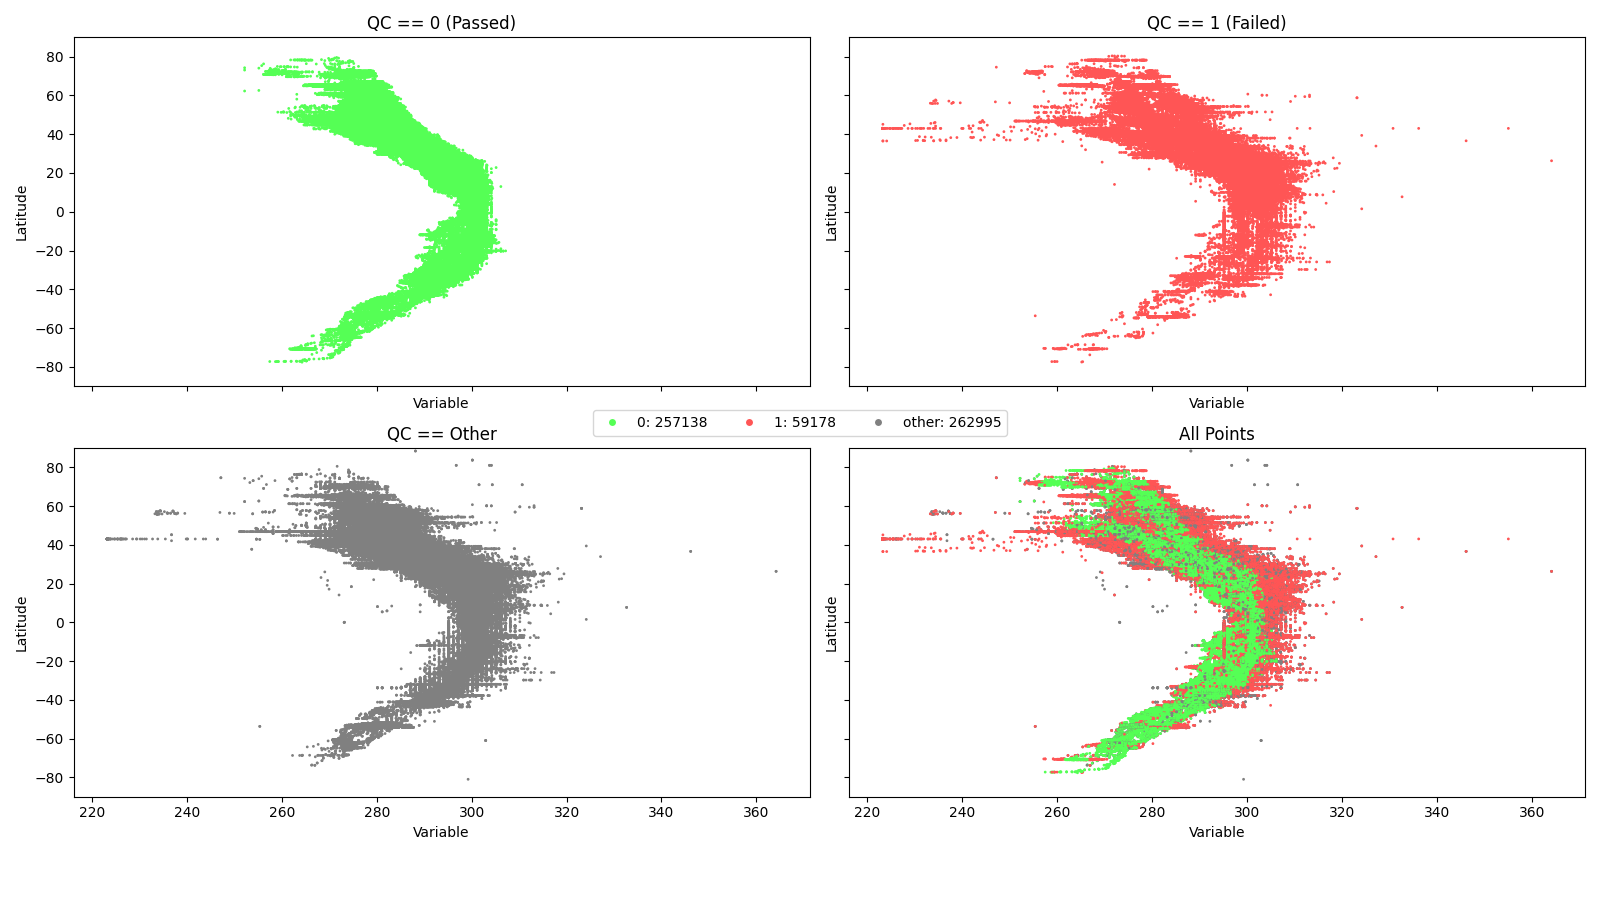 QC == 0 (Passed)
QC == 1 (Failed)
80
60
40
20
0
−20
−40
−60
−80
Latitude
Latitude
Variable
Variable
0: 257138
1: 59178
other: 262995
QC == Other
All Points
80
60
40
20
0
−20
−40
−60
−80
Latitude
Latitude
220 240 260 280 300 320 340 360
220 240 260 280 300 320 340 360
Variable
Variable